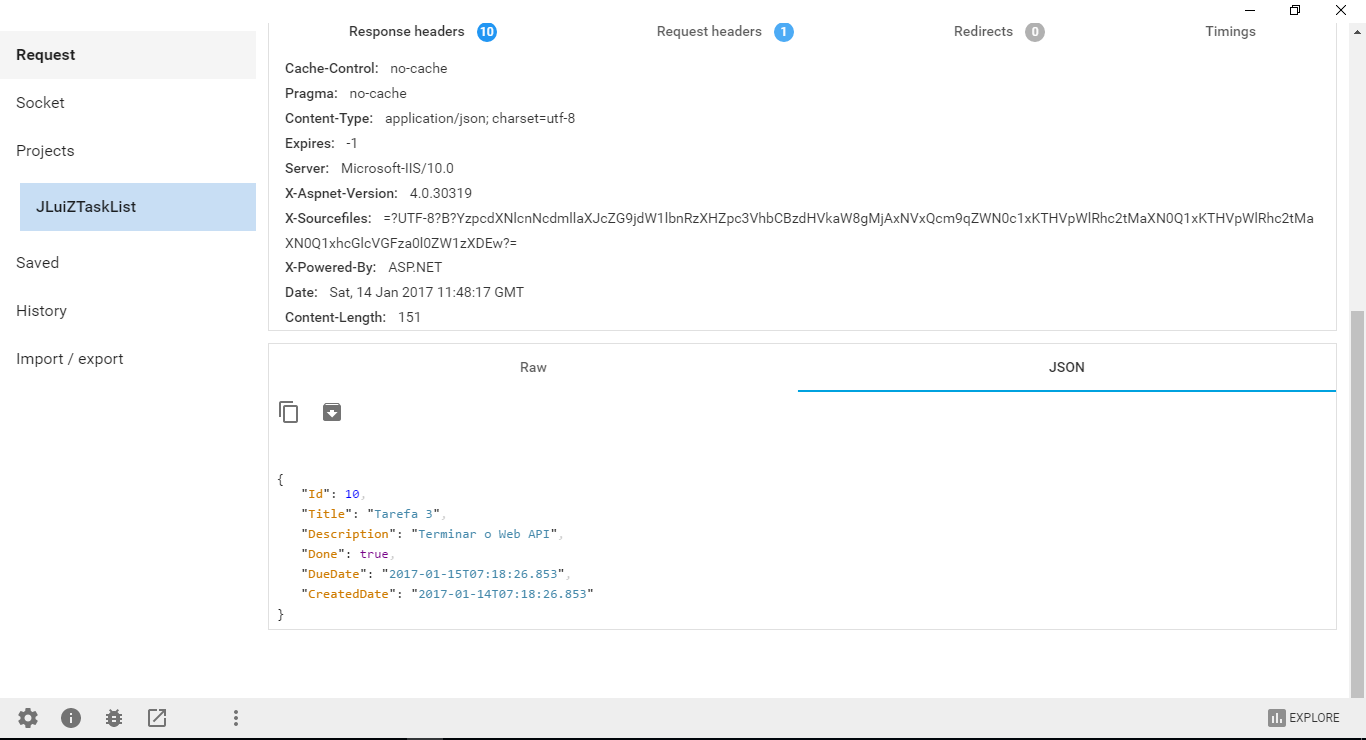 Request
Socket
Projects
JLuiZTaskList
Saved
History
Import / export
Response headers 10 Request headers 1 Redirects 0 Timings
Cache-Control: no-cache
Pragma: no-cache
Content-Type: application/json; charset=utf-8
Expires: -1
Server: Microsoft-IIS/10.0
X-Aspnet-Version: 4.0.30319
X-Sourcefiles: =?UTF-8?B?YzpcdXNlcnNcdmllaXJcZG9jdW1lbnRzXHZpc3VhbCBzdHVkaW8gMjAxNVxQcm9qZWN0c1xKTHVpWlRhc2tMaXN0Q1xKTHVpWlRhc2tMa
XN0Q1xhcGlcVGFza0l0ZW1zXDEw?=
X-Powered-By: ASP.NET
Date: Sat, 14 Jan 2017 11:48:17 GMT
Content-Length: 151
Raw JSON
{
"Id": 10,
"Title": "Tarefa 3",
"Description": "Terminar o Web API",
"Done": true,
"DueDate": "2017-01-15T07:18:26.853",
"CreatedDate": "2017-01-14T07:18:26.853"
}
EXPLORE